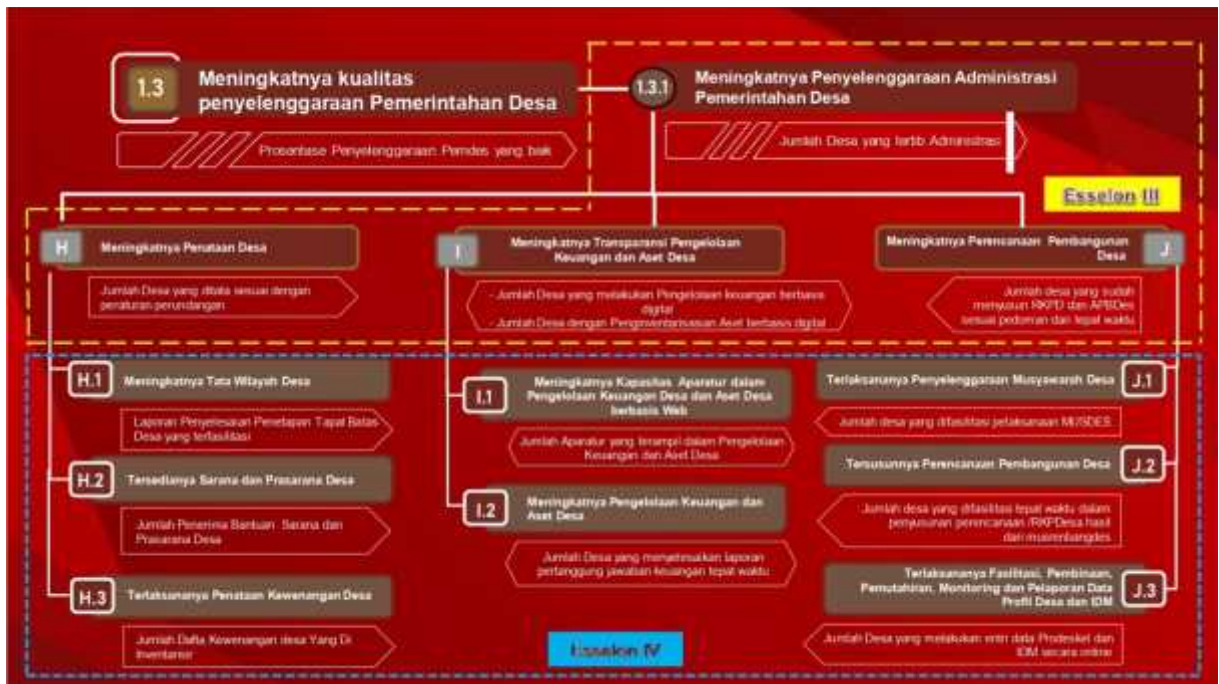 1.3
Meningkatnya kualitas
penyelenggaraan Pemerintahan Desa
Prosentase Penyelenggaraan Pemdes yang baik
1.3.1
Meningkatnya Penyelenggaraan Administrasi
Pemerintahan Desa
Jumlah Desa yang tertib Administrasi
Esselon III
H
Meningkatnya Penataan Desa
Jumlah Desa yang ditata sesuai dengan
peraturan perundangan
I
Meningkatnya Transparansi Pengelolaan
Keuangan dan Aset Desa
- Jumlah Desa yang melakukan Pengelolaan keuangan berbasis
digital
- Jumlah Desa dengan Penginventarisasian Aset berbasis digital
Meningkatnya Perencanaan Pembangunan
Desa
J
Jumlah desa yang sudah
menyusun RKPD dan APBDes
sesuai pedoman dan tepat waktu
H.1
Meningkatnya Tata Wilayah Desa
Laporan Penyelesaian Penetapan Tapal Batas
Desa yang terfasilitasi
H.2
Tersedianya Sarana dan Prasarana Desa
Jumlah Penerima Bantuan Sarana dan
Prasarana Desa
H.3
Terlaksananya Penataan Kewenangan Desa
Jumlah Dafta Kewenangan desa Yang Di
Inventarisir
I.1
Meningkatnya Kapasitas Aparatur dalam
Pengelolaan Keuangan Desa dan Aset Desa
berbasis Web
Jumlah Aparatur yang terampil dalam Pengelolaan
Keuangan dan Aset Desa
I.2
Meningkatnya Pengelolaan Keuangan dan
Aset Desa
Jumlah Desa yang menyelesaikan laporan
pertanggung jawaban keuangan tepat waktu
Terlaksananya Penyelenggaraan Musyawarah Desa
J.1
Jumlah desa yang difasilitasi pelaksanaan MUSDES
Tersusunnya Perencanaan Pembangunan Desa
J.2
Jumlah desa yang difasilitasi tepat waktu dalam
penyusunan perencanaan /RKPDesa hasil
dari musrenbangdes
Terlaksananya Fasilitasi, Pembinaan,
Pemutahiran, Monitoring dan Pelaporan Data
Profil Desa dan IDM
J.3
Jumlah Desa yang melakukan entri data Prodeskel dan
IDM secara online
Esselon IV